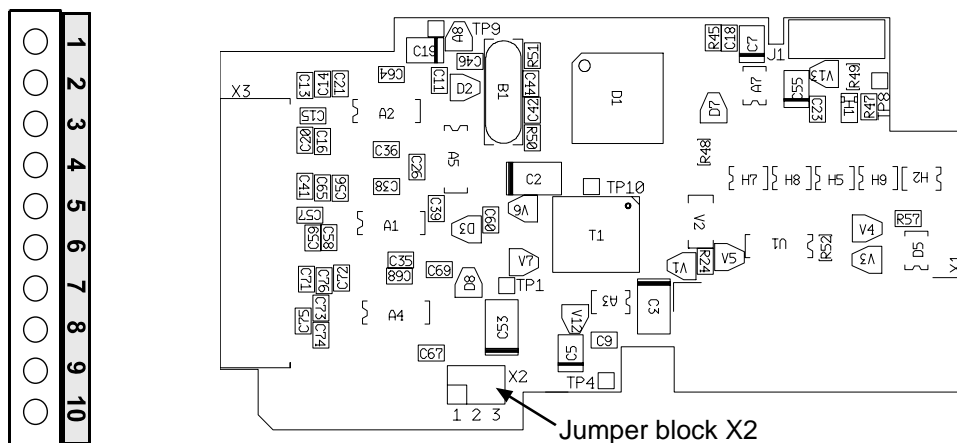 1
2
3
4
5
6
7
8
9
10
X3
C13
C14
C21
C15
C20
C16
C41
C65
C56
C57
C59
C58
C71
C76
C72
C75
C73
C74
C19
TP9
A8
C46
R51
C64
C11
D2
C44
B1
C42
R50
A2
A5
C36
C26
C38
C39
A1
D3
C60
C35
C68
C69
D8
A4
C67
C53
C2
V6
V7
TP1
TP10
T1
D1
R45
C18
C7
J1
A7
D7
R48
C55
V13
R49
C23
H1
R47
TP8
H7
H8
H5
H9
H2
V2
U1
R52
V4
V3
R57
D5
X1
V1
R24
V5
A3
C3
V12
C5
C9
TP4
X2
1 2 3
Jumper block X2